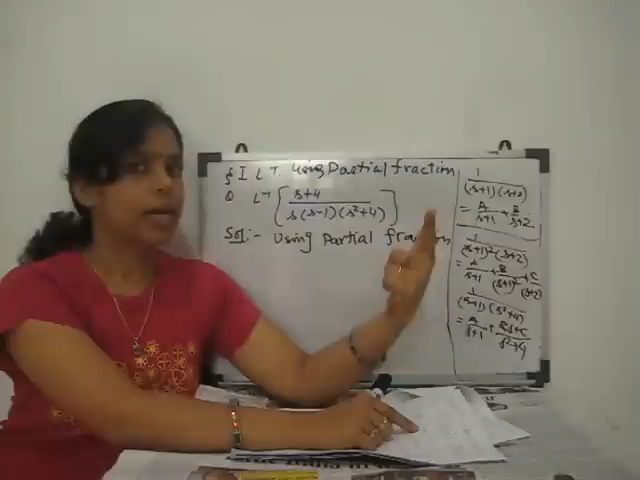 § I L T. Using Partial fraction
Q L⁻¹ [ s+4 / s(s-1)(s²+4) ]
Sol:- Using Partial fraction
1 / (s+1)(s+2)
= A/s+1 + B/s+2
1 / (s+1)²(s+2)
= A/s+1 + B/(s+1)² + C/(s+2)
1 / (s+1)(s²+4)
= A/s+1 + Bs+C/s²+4